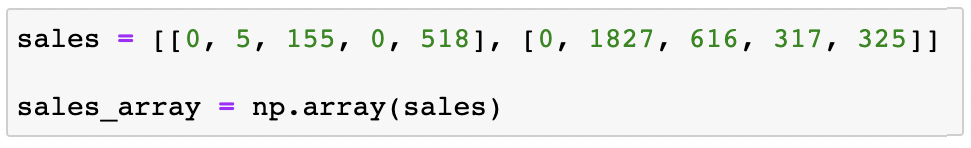 sales = [[0, 5, 155, 0, 518], [0, 1827, 616, 317, 325]]
sales_array = np.array(sales)